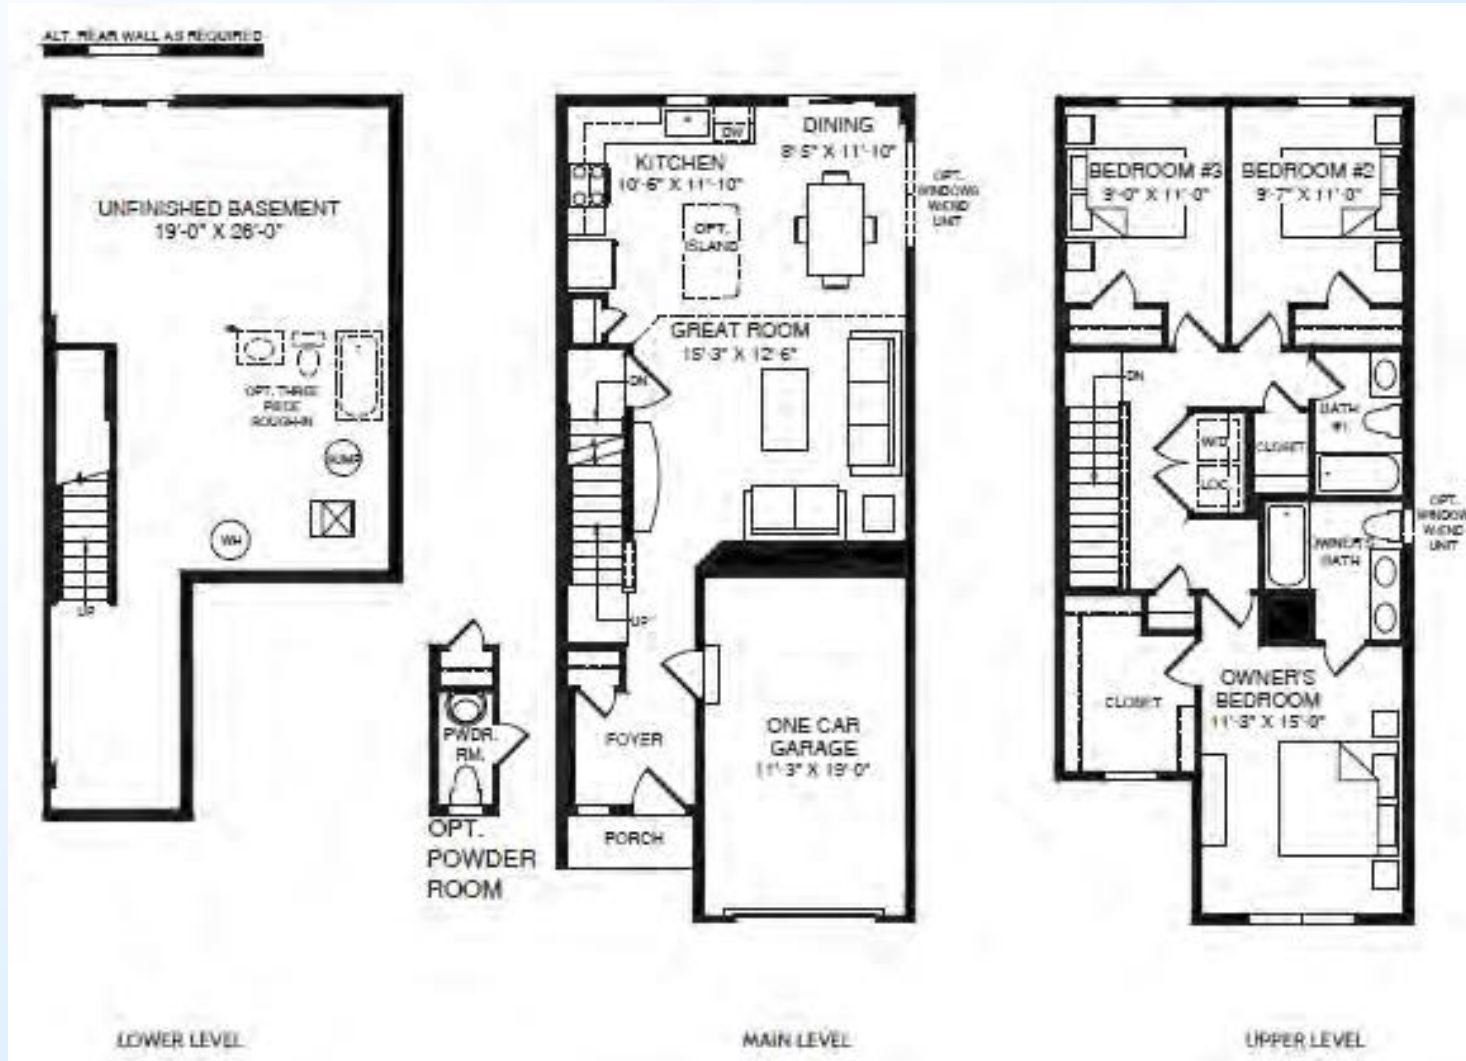 ALT. REAR WALL AS REQUIRED
UNFINISHED BASEMENT
19'-0" X 26'-0"
OPT. THREE
PIECE
ROUGH-IN
SUMP
WH
UP
LOWER LEVEL
PWDR.
RM.
OPT.
POWDER
ROOM
DW
DINING
8'-5" X 11'-10"
KITCHEN
10'-6" X 11'-10"
OPT.
ISLAND
OPT.
WINDOWS
W/END
UNIT
GREAT ROOM
15'-3" X 12'-6"
DN
UP
FOYER
PORCH
ONE CAR
GARAGE
11'-3" X 19'-0"
MAIN LEVEL
BEDROOM #3
9'-0" X 11'-0"
BEDROOM #2
9'-7" X 11'-0"
DN
BATH
#1
W/D
LOC
CLOSET
OPT.
WINDOW
W/END
UNIT
OWNER'S
BATH
CLOSET
OWNER'S
BEDROOM
11'-3" X 15'-0"
UPPER LEVEL